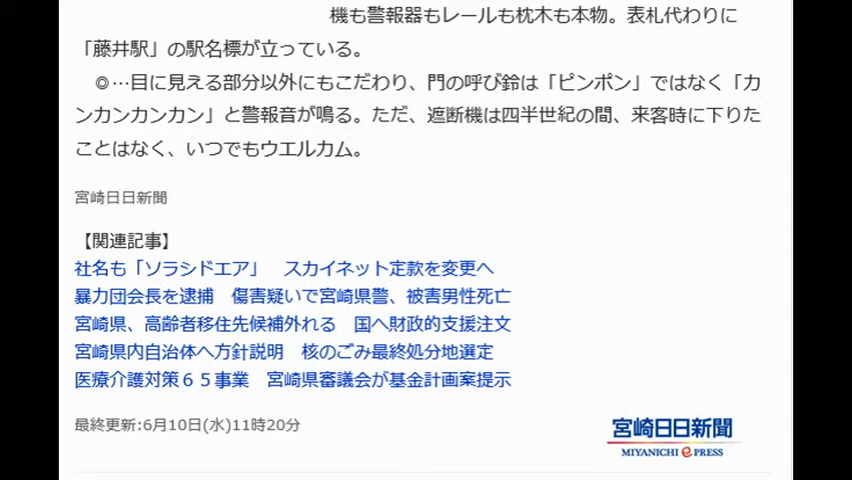 機も警報器もレールも枕木も本物。表札代わりに
「藤井駅」の駅名標が立っている。
◎…目に見える部分以外にもこだわり、門の呼び鈴は「ピンポン」ではなく「カ
ンカンカンカン」と警報音が鳴る。ただ、遮断機は四半世紀の間、来客時に下りた
ことはなく、いつでもウエルカム。
宮崎日日新聞
【関連記事】
社名も「ソラシドエア」　スカイネット定款を変更へ
暴力団会長を逮捕　傷害疑いで宮崎県警、被害男性死亡
宮崎県、高齢者移住先候補外れる　国へ財政的支援注文
宮崎県内自治体へ方針説明　核のごみ最終処分地選定
医療介護対策６５事業　宮崎県審議会が基金計画案提示
最終更新:6月10日(水)11時20分
宮崎日日新聞
MIYANICHI e PRESS